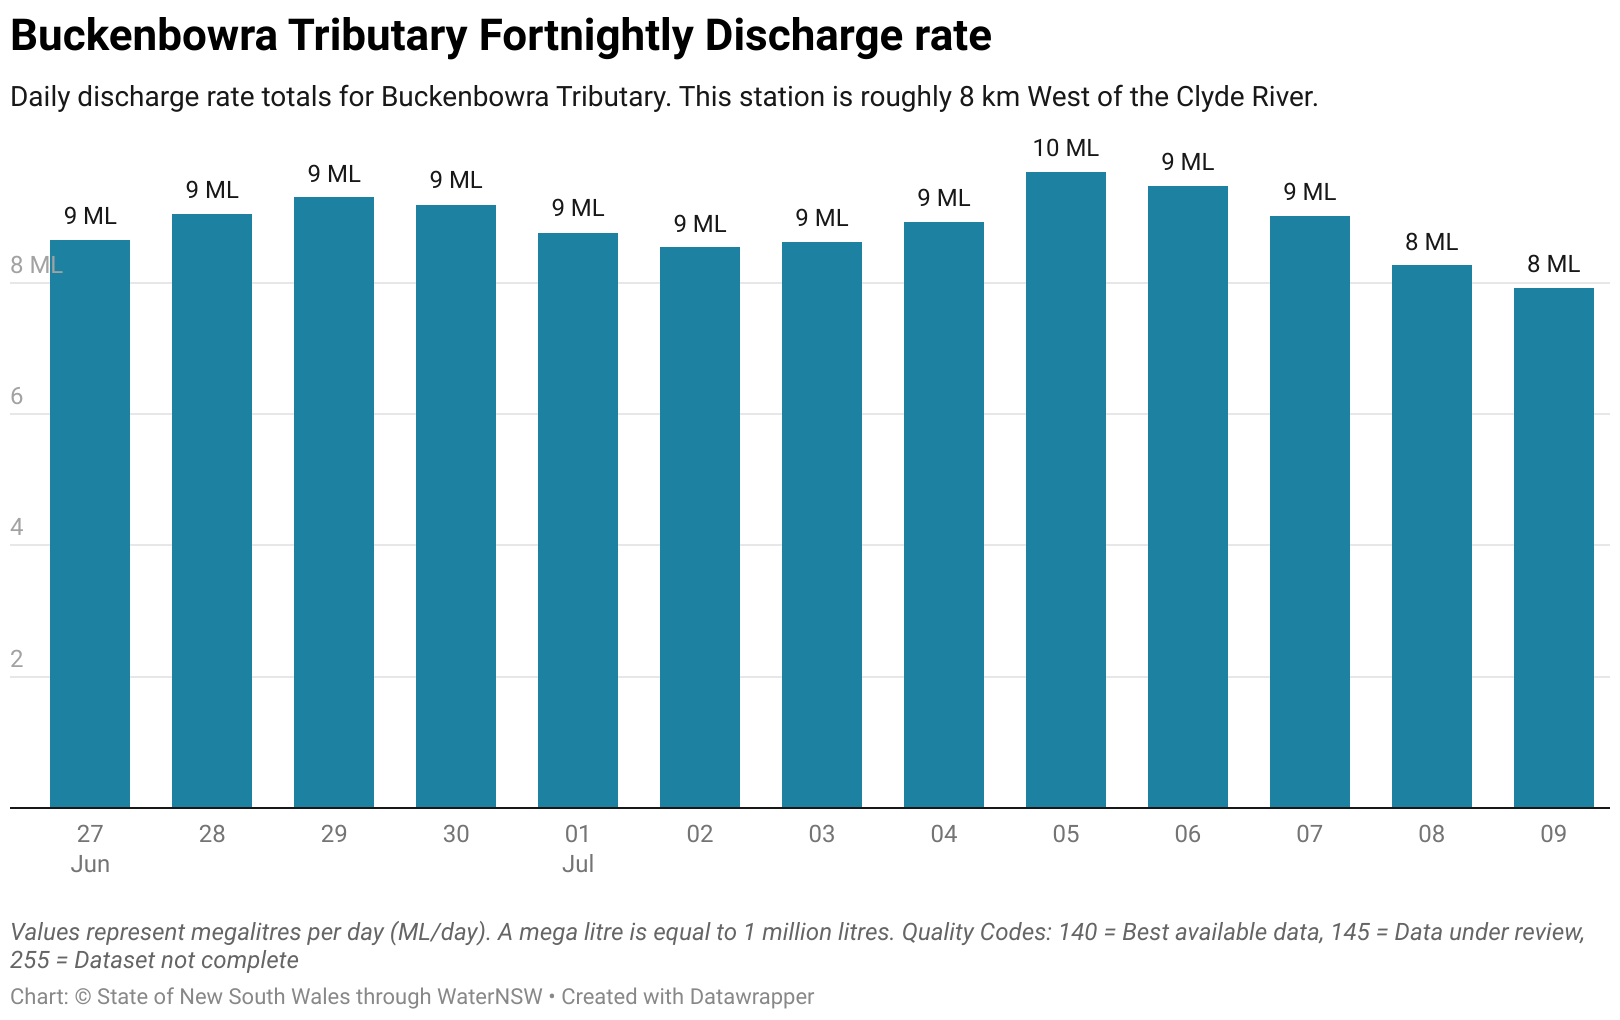 Buckenbowra Tributary Fortnightly Discharge rate
Daily discharge rate totals for Buckenbowra Tributary. This station is roughly 8 km West of the Clyde River.
9 ML
9 ML
9 ML
9 ML
9 ML
9 ML
9 ML
9 ML
10 ML
9 ML
9 ML
8 ML
8 ML
8 ML
6
4
2
27 28 29 30 01 02 03 04 05 06 07 08 09
Jun Jul
Values represent megalitres per day (ML/day). A mega litre is equal to 1 million litres. Quality Codes: 140 = Best available data, 145 = Data under review,
255 = Dataset not complete
Chart: © State of New South Wales through WaterNSW • Created with Datawrapper